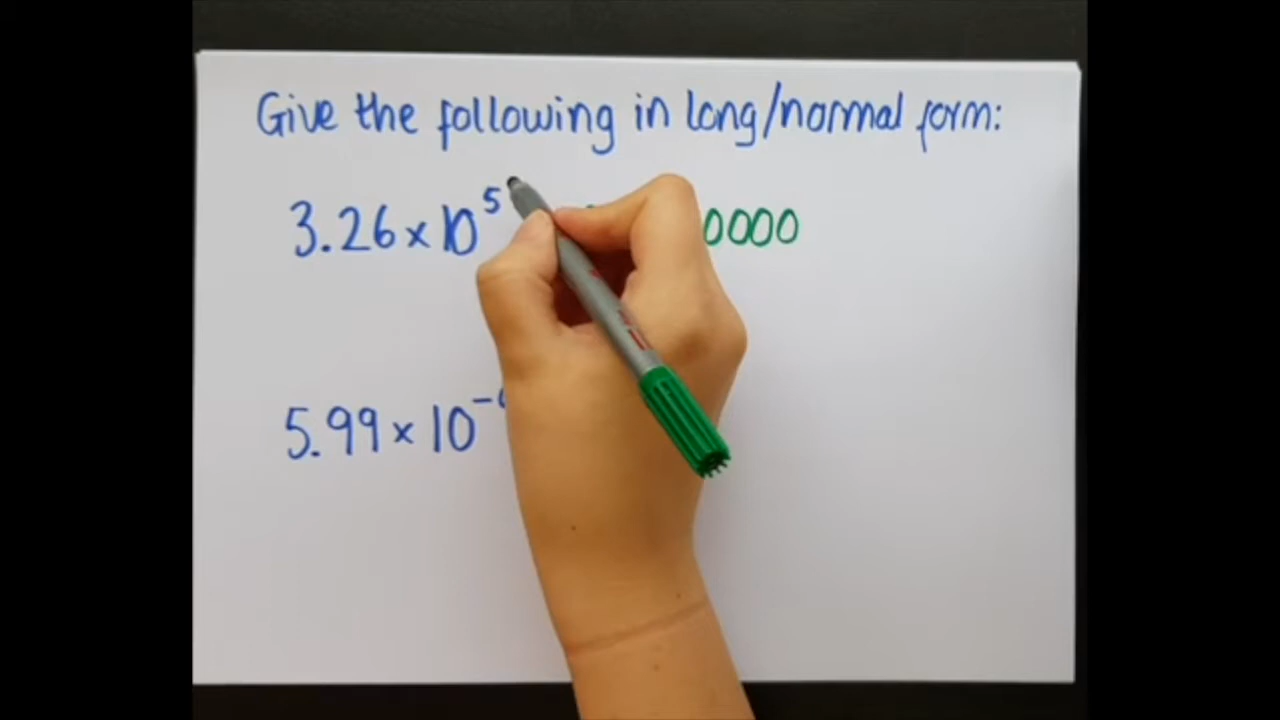 Give the following in long/normal form:
3.26×10⁵ 0000
5.99×10⁻